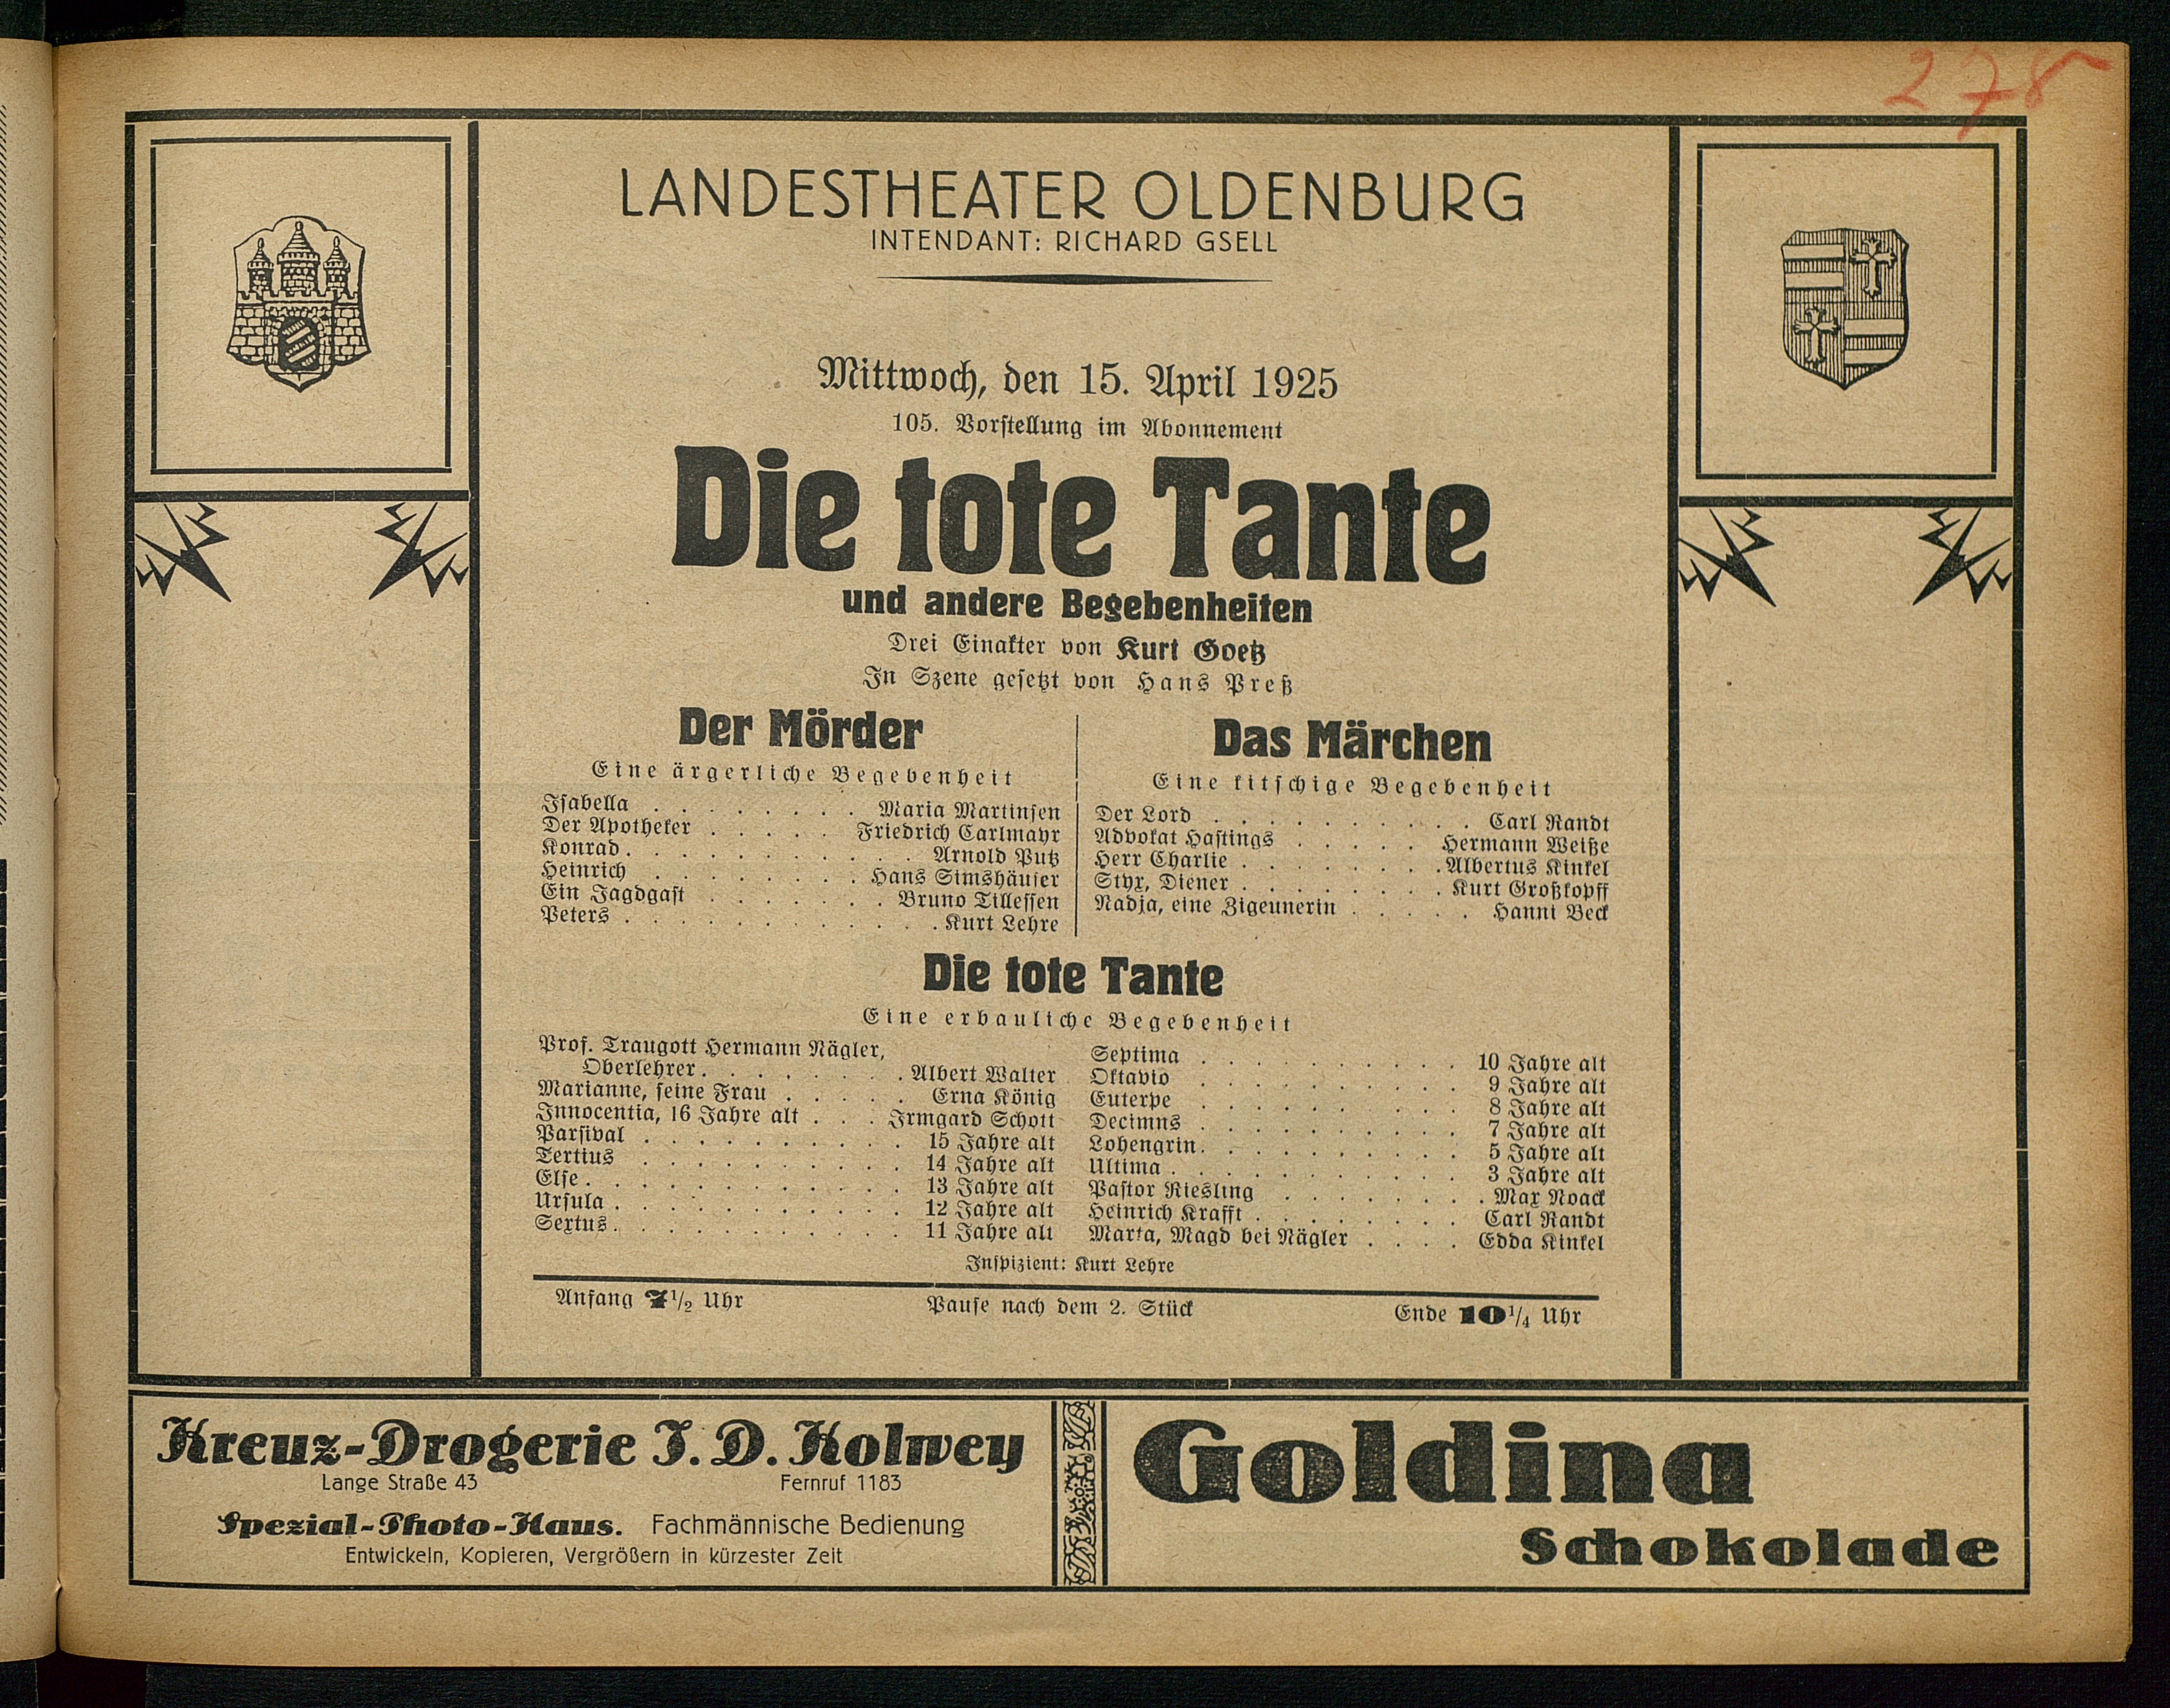 278
LANDESTHEATER OLDENBURG
INTENDANT: RICHARD GSELL
Mittwoch, den 15. April 1925
105. Vorstellung im Abonnement
Die tote Tante
und andere Begebenheiten
Drei Einakter von Kurt Goetz
In Szene gesetzt von Hans Preß
Der Mörder
Eine ärgerliche Begebenheit
Isabella . . . . . . . . Maria Martinsen
Der Apotheker . . . . . Friedrich Carlmayr
Konrad . . . . . . . . . . . Arnold Putz
Heinrich . . . . . . . . Hans Simshäuser
Ein Jagdgast . . . . . . . Bruno Tillessen
Peters . . . . . . . . . . . . Kurt Lehre
Das Märchen
Eine kitschige Begebenheit
Der Lord . . . . . . . . . . Carl Randt
Advokat Hastings . . . . . Hermann Weiße
Herr Charlie . . . . . . . . Albertus Kinkel
Styx, Diener . . . . . . . . Kurt Großkopff
Nadja, eine Zigeunerin . . . . . Hanni Beck
Die tote Tante
Eine erbauliche Begebenheit
Prof. Traugott Hermann Nägler,
Oberlehrer . . . . . . . . Albert Walter
Marianne, seine Frau . . . . . Erna König
Innocentia, 16 Jahre alt . . . Irmgard Schott
Parsival . . . . . . . . . . 15 Jahre alt
Tertius . . . . . . . . . . 14 Jahre alt
Else . . . . . . . . . . . . 13 Jahre alt
Ursula . . . . . . . . . . . 12 Jahre alt
Sextus . . . . . . . . . . . 11 Jahre alt
Septima . . . . . . . . . . 10 Jahre alt
Oktavio . . . . . . . . . . 9 Jahre alt
Euterpe . . . . . . . . . . 8 Jahre alt
Decimns . . . . . . . . . . 7 Jahre alt
Lohengrin . . . . . . . . . . 5 Jahre alt
Ultima . . . . . . . . . . . 3 Jahre alt
Pastor Riesling . . . . . . . . Max Noack
Heinrich Krafft . . . . . . . . Carl Randt
Marta, Magd bei Nägler . . . . Edda Kinkel
Inspizient: Kurt Lehre
Anfang 7 1/2 Uhr Pause nach dem 2. Stück Ende 10 1/4 Uhr
Kreuz-Drogerie J. D. Kolwey
Lange Straße 43 Fernruf 1183
Spezial-Photo-Haus. Fachmännische Bedienung
Entwickeln, Kopieren, Vergrößern in kürzester Zeit
Goldina
Schokolade